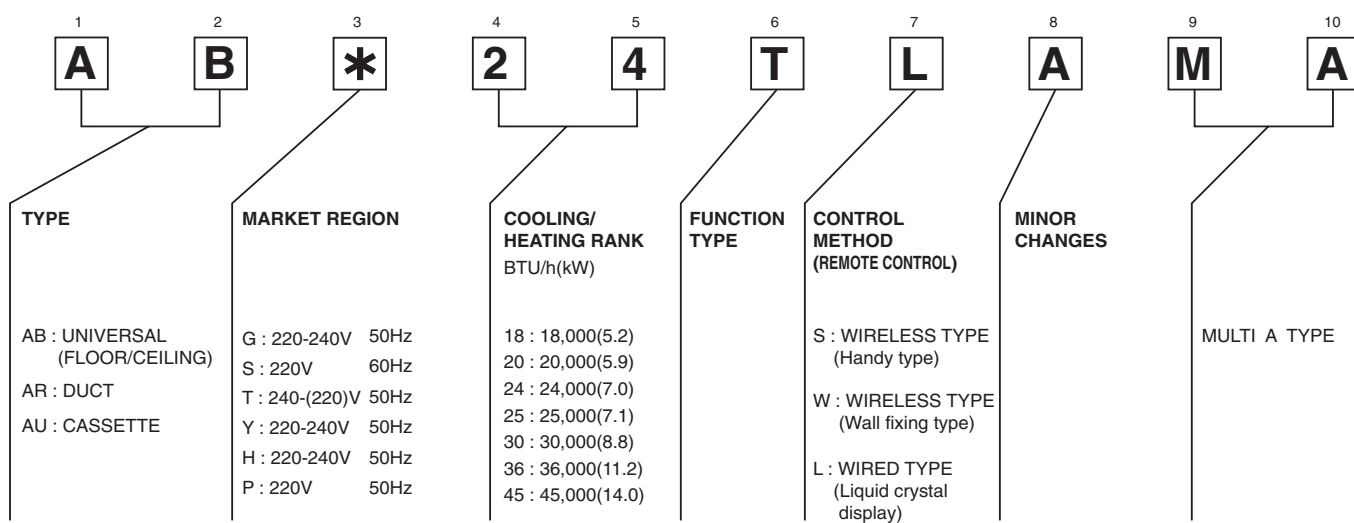 1 2 3 4 5 6 7 8 9 10
A B * 2 4 T L A M A
TYPE
AB : UNIVERSAL
(FLOOR/CEILING)
AR : DUCT
AU : CASSETTE
MARKET REGION
G : 220-240V 50Hz
S : 220V 60Hz
T : 240-(220)V 50Hz
Y : 220-240V 50Hz
H : 220-240V 50Hz
P : 220V 50Hz
COOLING/
HEATING RANK
BTU/h(kW)
18 : 18,000(5.2)
20 : 20,000(5.9)
24 : 24,000(7.0)
25 : 25,000(7.1)
30 : 30,000(8.8)
36 : 36,000(11.2)
45 : 45,000(14.0)
FUNCTION
TYPE
CONTROL
METHOD
(REMOTE CONTROL)
S : WIRELESS TYPE
(Handy type)
W : WIRELESS TYPE
(Wall fixing type)
L : WIRED TYPE
(Liquid crystal
display)
MINOR
CHANGES
MULTI A TYPE